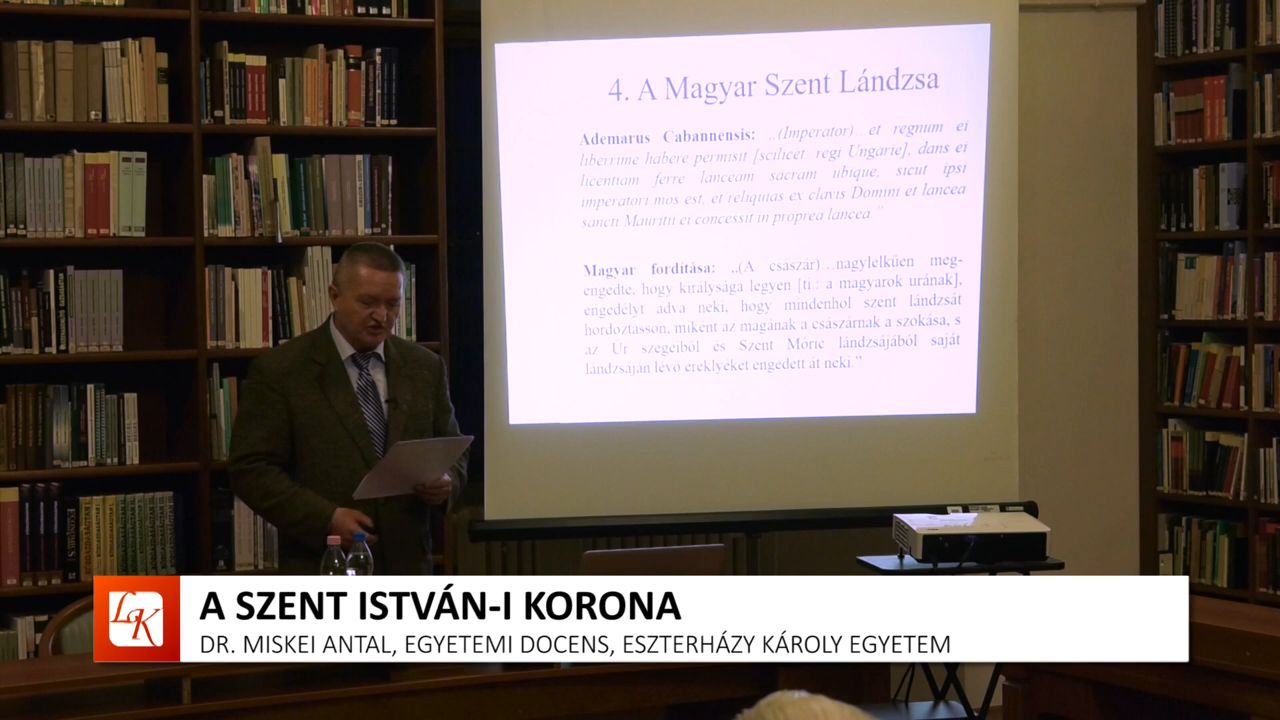 4. A Magyar Szent Lándzsa
Ademarus Cabannensis: „(Imperator)…et regnum ei
liberrime habere permisit [scilicet: regi Ungarie], dans ei
licentiam ferre lanceam sacram ubique, sicut ipsi
imperatori mos est, et reliquias ex clavis Domini et lancea
sancti Mauritii ei concessit in proprea lancea.”
Magyar fordítása: „(A császár)…nagylelkűen meg-
engedte, hogy királysága legyen [ti.: a magyarok urának],
engedélyt adva neki, hogy mindenhol szent lándzsát
hordoztasson, miként az magának a császárnak a szokása, s
az Úr szegeiből és Szent Móric lándzsájából saját
lándzsáján lévő ereklyéket engedett át neki.”
LK
A SZENT ISTVÁN-I KORONA
DR. MISKEI ANTAL, EGYETEMI DOCENS, ESZTERHÁZY KÁROLY EGYETEM